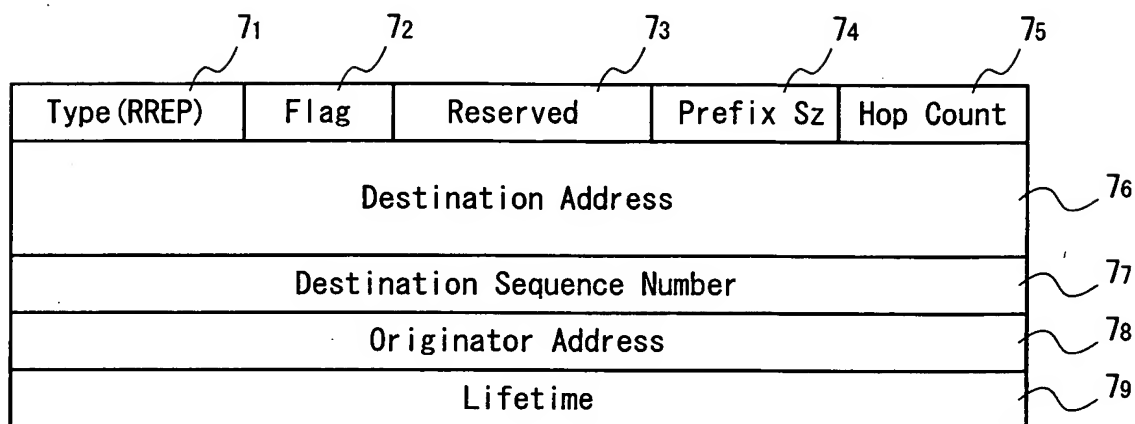 71 72 73 74 75
Type(RREP) Flag Reserved Prefix Sz Hop Count
Destination Address 76
Destination Sequence Number 77
Originator Address 78
Lifetime 79